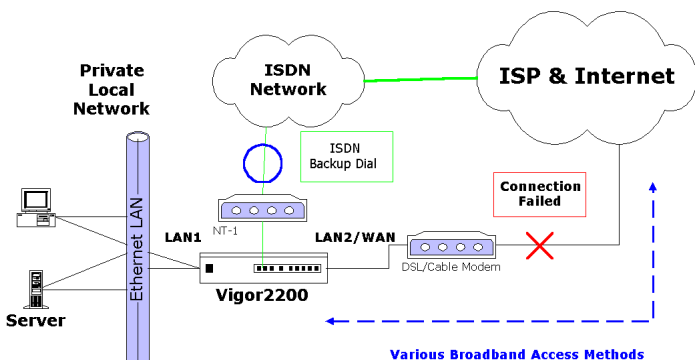 Private
Local
Network
ISDN
Network
ISP & Internet
ISDN
Backup Dial
Connection
Failed
NT-1
Ethernet LAN
LAN1
LAN2/WAN
DSL/Cable Modem
Vigor2200
Server
Various Broadband Access Methods